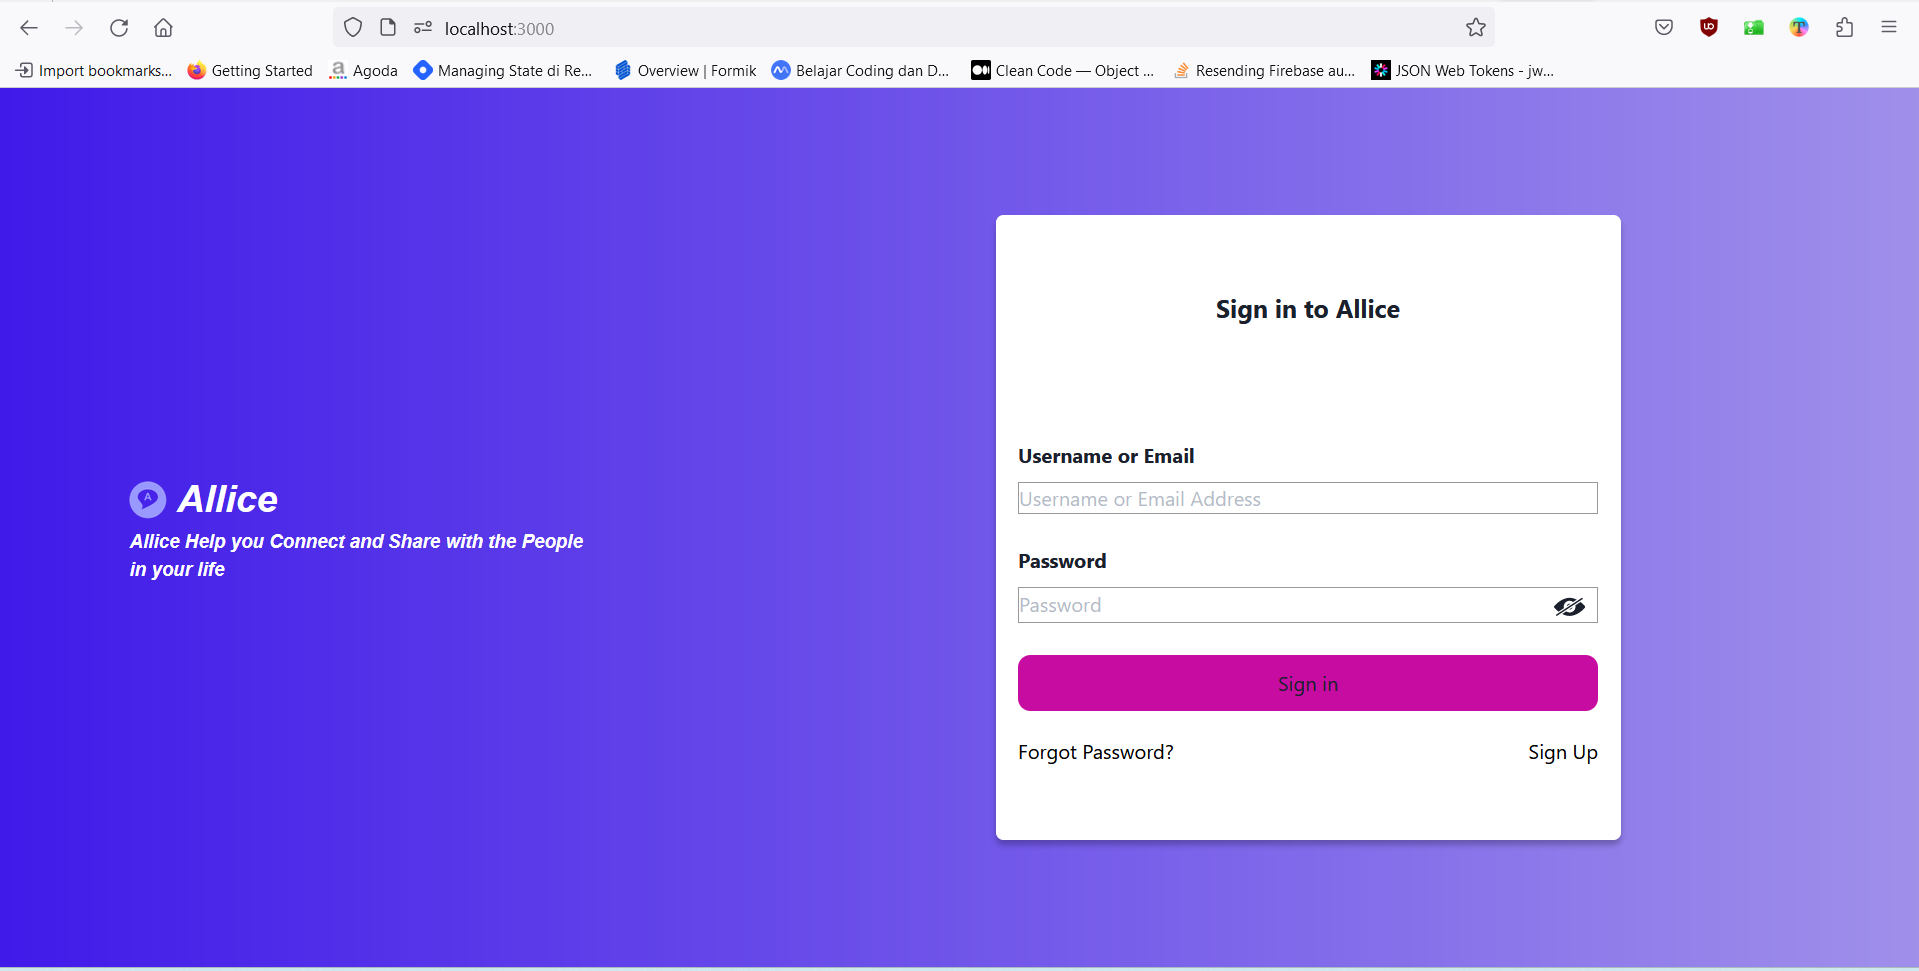 localhost:3000
Import bookmarks... Getting Started Agoda Managing State di Re... Overview | Formik Belajar Coding dan D... Clean Code — Object ... Resending Firebase au... JSON Web Tokens - jw...
Sign in to Allice
Username or Email
Username or Email Address
A Allice
Allice Help you Connect and Share with the People
in your life
Password
Password
Sign in
Forgot Password? Sign Up